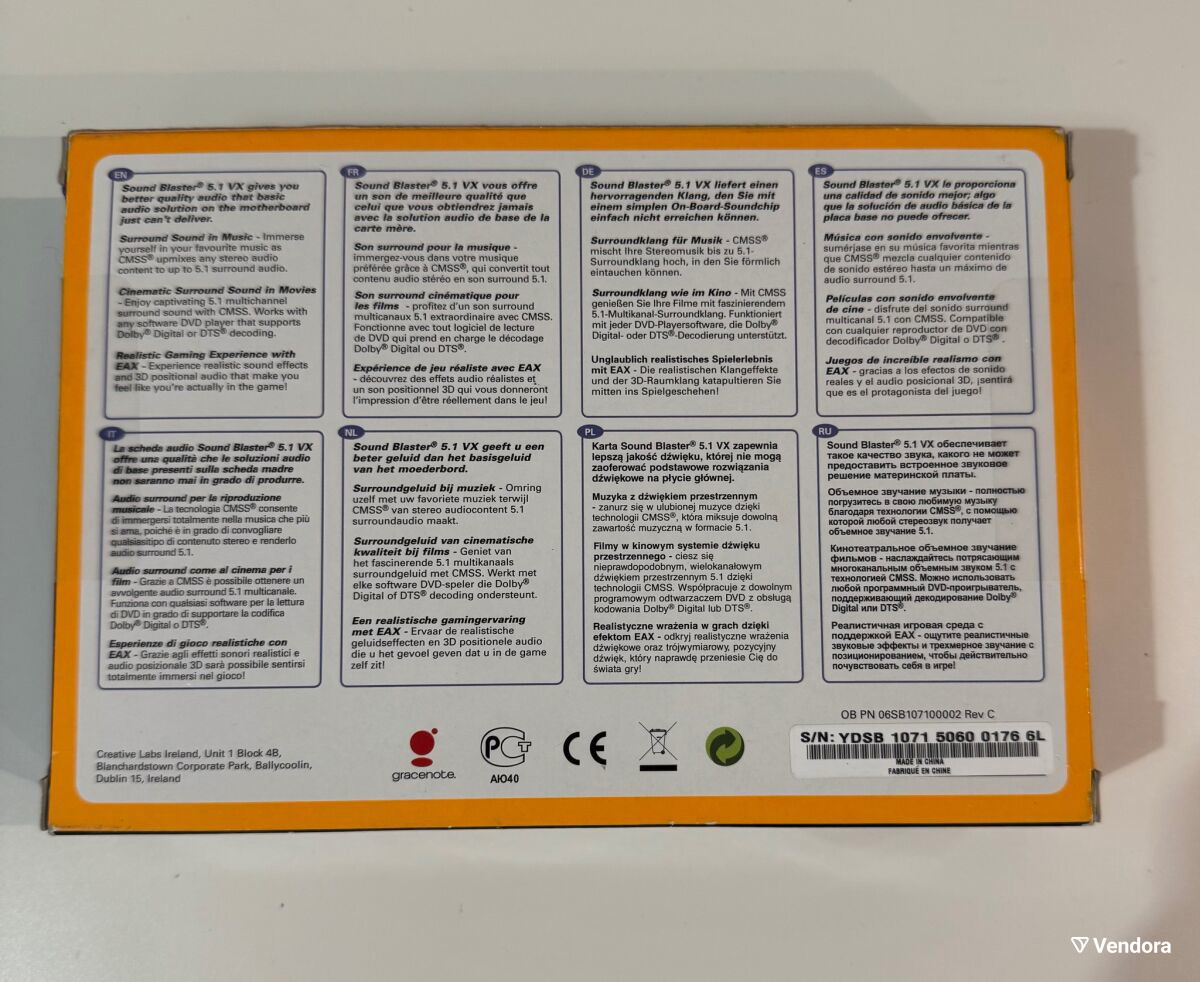 EN
Sound Blaster® 5.1 VX gives you
better quality audio that basic
audio solution on the motherboard
just can't deliver.
Surround Sound in Music - Immerse
yourself in your favourite music as
CMSS® upmixes any stereo audio
content to up to 5.1 surround audio.
Cinematic Surround Sound in Movies
- Enjoy captivating 5.1 multichannel
surround sound with CMSS. Works with
any software DVD player that supports
Dolby® Digital or DTS® decoding.
Realistic Gaming Experience with
EAX - Experience realistic sound effects
and 3D positional audio that make you
feel like you're actually in the game!
FR
Sound Blaster® 5.1 VX vous offre
un son de meilleure qualité que
celui que vous obtiendrez jamais
avec la solution audio de base de la
carte mère.
Son surround pour la musique -
immergez-vous dans votre musique
préférée grâce à CMSS®, qui convertit tout
contenu audio stéréo en son surround 5.1.
Son surround cinématique pour
les films - profitez d'un son surround
multicanaux 5.1 extraordinaire avec CMSS.
Fonctionne avec tout logiciel de lecture
de DVD qui prend en charge le décodage
Dolby® Digital ou DTS®.
Expérience de jeu réaliste avec EAX
- découvrez des effets audio réalistes et
un son positionnel 3D qui vous donneront
l'impression d'être réellement dans le jeu!
DE
Sound Blaster® 5.1 VX liefert einen
hervorragenden Klang, den Sie mit
einem simplen On-Board-Soundchip
einfach nicht erreichen können.
Surroundklang für Musik - CMSS®
mischt Ihre Stereomusik bis zu 5.1-
Surroundklang hoch, in den Sie förmlich
eintauchen können.
Surroundklang wie im Kino - Mit CMSS
genießen Sie Ihre Filme mit faszinierendem
5.1-Multikanal-Surroundklang. Funktioniert
mit jeder DVD-Playersoftware, die Dolby®
Digital- oder DTS®-Decodierung unterstützt.
Unglaublich realistisches Spielerlebnis
mit EAX - Die realistischen Klangeffekte
und der 3D-Raumklang katapultieren Sie
mitten ins Spielgeschehen!
ES
Sound Blaster® 5.1 VX le proporciona
una calidad de sonido mejor; algo
que la solución de audio básica de la
placa base no puede ofrecer.
Música con sonido envolvente -
sumérjase en su música favorita mientras
que CMSS® mezcla cualquier contenido
de sonido estéreo hasta un máximo de
audio surround 5.1.
Películas con sonido envolvente
de cine - disfrute del sonido surround
multicanal 5.1 con CMSS. Compatible
con cualquier reproductor de DVD con
decodificador Dolby® Digital o DTS® .
Juegos de increíble realismo con
EAX - gracias a los efectos de sonido
reales y el audio posicional 3D, ¡sentirá
que es el protagonista del juego!
IT
La scheda audio Sound Blaster® 5.1 VX
offre una qualità che le soluzioni audio
di base presenti sulla scheda madre
non saranno mai in grado di produrre.
Audio surround per la riproduzione
musicale - La tecnologia CMSS® consente
di immergersi totalmente nella musica che più
si ama, poiché è in grado di convogliare
qualsiasitipo di contenuto stereo e renderlo
audio surround 5.1.
Audio surround come al cinema per i
film - Grazie a CMSS è possibile ottenere un
avvolgente audio surround 5.1 multicanale.
Funziona con qualsiasi software per la lettura
di DVD in grado di supportare la codifica
Dolby® Digital o DTS®.
Esperienze di gioco realistiche con
EAX - Grazie agli effetti sonori realistici e
audio posizionale 3D sarà possibile sentirsi
totalmente immersi nel gioco!
NL
Sound Blaster® 5.1 VX geeft u een
beter geluid dan het basisgeluid
van het moederbord.
Surroundgeluid bij muziek - Omring
uzelf met uw favoriete muziek terwijl
CMSS® van stereo audiocontent 5.1
surroundaudio maakt.
Surroundgeluid van cinematische
kwaliteit bij films - Geniet van
het fascinerende 5.1 multikanaals
surroundgeluid met CMSS. Werkt met
elke software DVD-speler die Dolby®
Digital of DTS® decoding ondersteunt.
Een realistische gamingervaring
met EAX - Ervaar de realistische
geluidseffecten en 3D positionele audio
die u het gevoel geven dat u in de game
zelf zit!
PL
Karta Sound Blaster® 5.1 VX zapewnia
lepszą jakość dźwięku, której nie mogą
zaoferować podstawowe rozwiązania
dźwiękowe na płycie głównej.
Muzyka z dźwiękiem przestrzennym
- zanurz się w ulubionej muzyce dzięki
technologii CMSS®, która miksuje dowolną
zawartość muzyczną w formacie 5.1.
Filmy w kinowym systemie dźwięku
przestrzennego - ciesz się
nieprawdopodobnym, wielokanałowym
dźwiękiem przestrzennym 5.1 dzięki
technologii CMSS. Współpracuje z dowolnym
programowym odtwarzaczem DVD z obsługą
kodowania Dolby® Digital lub DTS®.
Realistyczne wrażenia w grach dzięki
efektom EAX - odkryj realistyczne wrażenia
dźwiękowe oraz trójwymiarowy, pozycyjny
dźwięk, który naprawdę przeniesie Cię do
świata gry!
RU
Sound Blaster® 5.1 VX обеспечивает
такое качество звука, какого не может
предоставить встроенное звуковое
решение материнской платы.
Объемное звучание музыки - полностью
погрузитесь в свою любимую музыку
благодаря технологии CMSS®, с помощью
которой любой стереозвук получает
объемное звучание 5.1.
Кинотеатральное объемное звучание
фильмов - наслаждайтесь потрясающим
многоканальным объемным звуком 5.1 с
технологией CMSS. Можно использовать
любой программный DVD-проигрыватель,
поддерживающий декодирование Dolby®
Digital или DTS®.
Реалистичная игровая среда с
поддержкой EAX - ощутите реалистичные
звуковые эффекты и трехмерное звучание с
позиционированием, чтобы действительно
почувствовать себя в игре!
Creative Labs Ireland, Unit 1 Block 4B,
Blanchardstown Corporate Park, Ballycoolin,
Dublin 15, Ireland
gracenote.
АЮ40
CE
OB PN 06SB107100002 Rev C
S/N: YDSB 1071 5060 0176 6L
MADE IN CHINA
FABRIQUÉ EN CHINE
Vendora